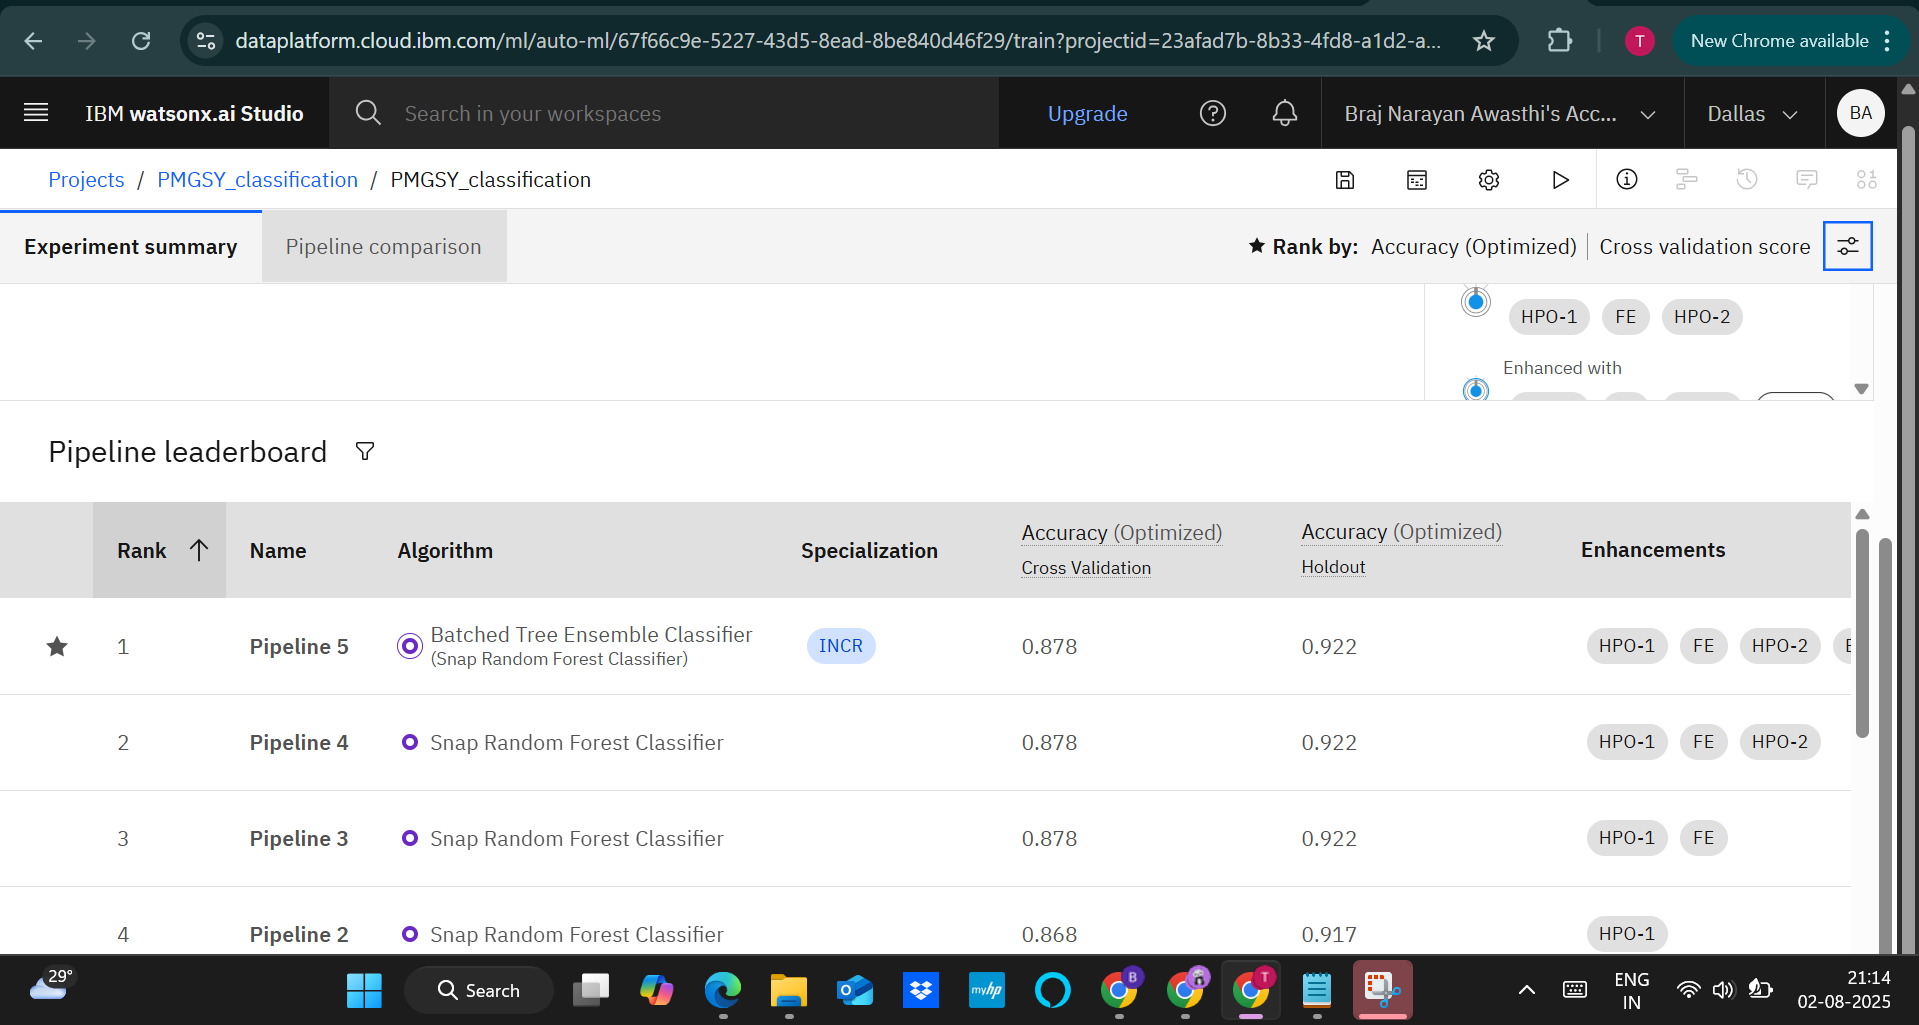 dataplatform.cloud.ibm.com/ml/auto-ml/67f66c9e-5227-43d5-8ead-8be840d46f29/train?projectid=23afad7b-8b33-4fd8-a1d2-a...
T
New Chrome available
IBM watsonx.ai Studio
Search in your workspaces
Upgrade
Braj Narayan Awasthi's Acc...
Dallas
BA
Projects / PMGSY_classification / PMGSY_classification
Experiment summary
Pipeline comparison
Rank by: Accuracy (Optimized) | Cross validation score
HPO-1 FE HPO-2
Enhanced with
Pipeline leaderboard
Rank Name Algorithm Specialization Accuracy (Optimized) Cross Validation Accuracy (Optimized) Holdout Enhancements
1 Pipeline 5 Batched Tree Ensemble Classifier (Snap Random Forest Classifier) INCR 0.878 0.922 HPO-1 FE HPO-2
2 Pipeline 4 Snap Random Forest Classifier 0.878 0.922 HPO-1 FE HPO-2
3 Pipeline 3 Snap Random Forest Classifier 0.878 0.922 HPO-1 FE
4 Pipeline 2 Snap Random Forest Classifier 0.868 0.917 HPO-1
29°
Search
myhp
B
T
ENG
IN
21:14
02-08-2025